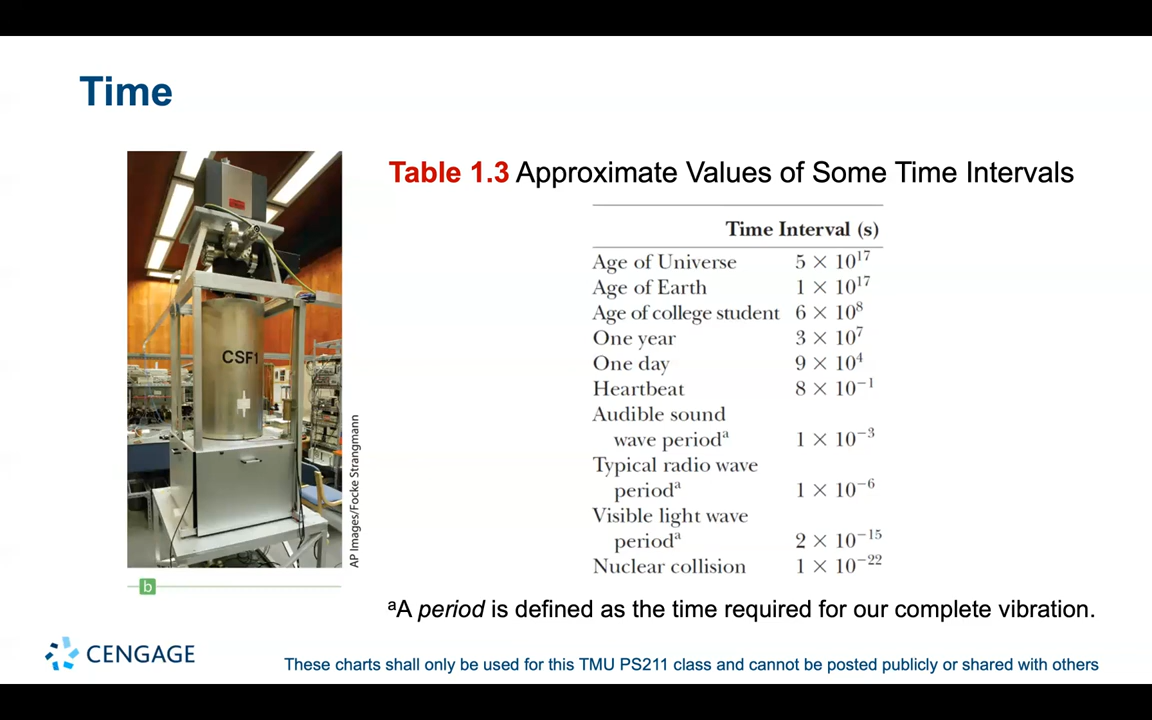 Time
CSF1
AP Images/Focke Strangmann
b
Table 1.3 Approximate Values of Some Time Intervals
Time Interval (s)
Age of Universe 5 × 10¹⁷
Age of Earth 1 × 10¹⁷
Age of college student 6 × 10⁸
One year 3 × 10⁷
One day 9 × 10⁴
Heartbeat 8 × 10⁻¹
Audible sound
wave periodᵃ 1 × 10⁻³
Typical radio wave
periodᵃ 1 × 10⁻⁶
Visible light wave
periodᵃ 2 × 10⁻¹⁵
Nuclear collision 1 × 10⁻²²
ᵃA period is defined as the time required for our complete vibration.
CENGAGE
These charts shall only be used for this TMU PS211 class and cannot be posted publicly or shared with others